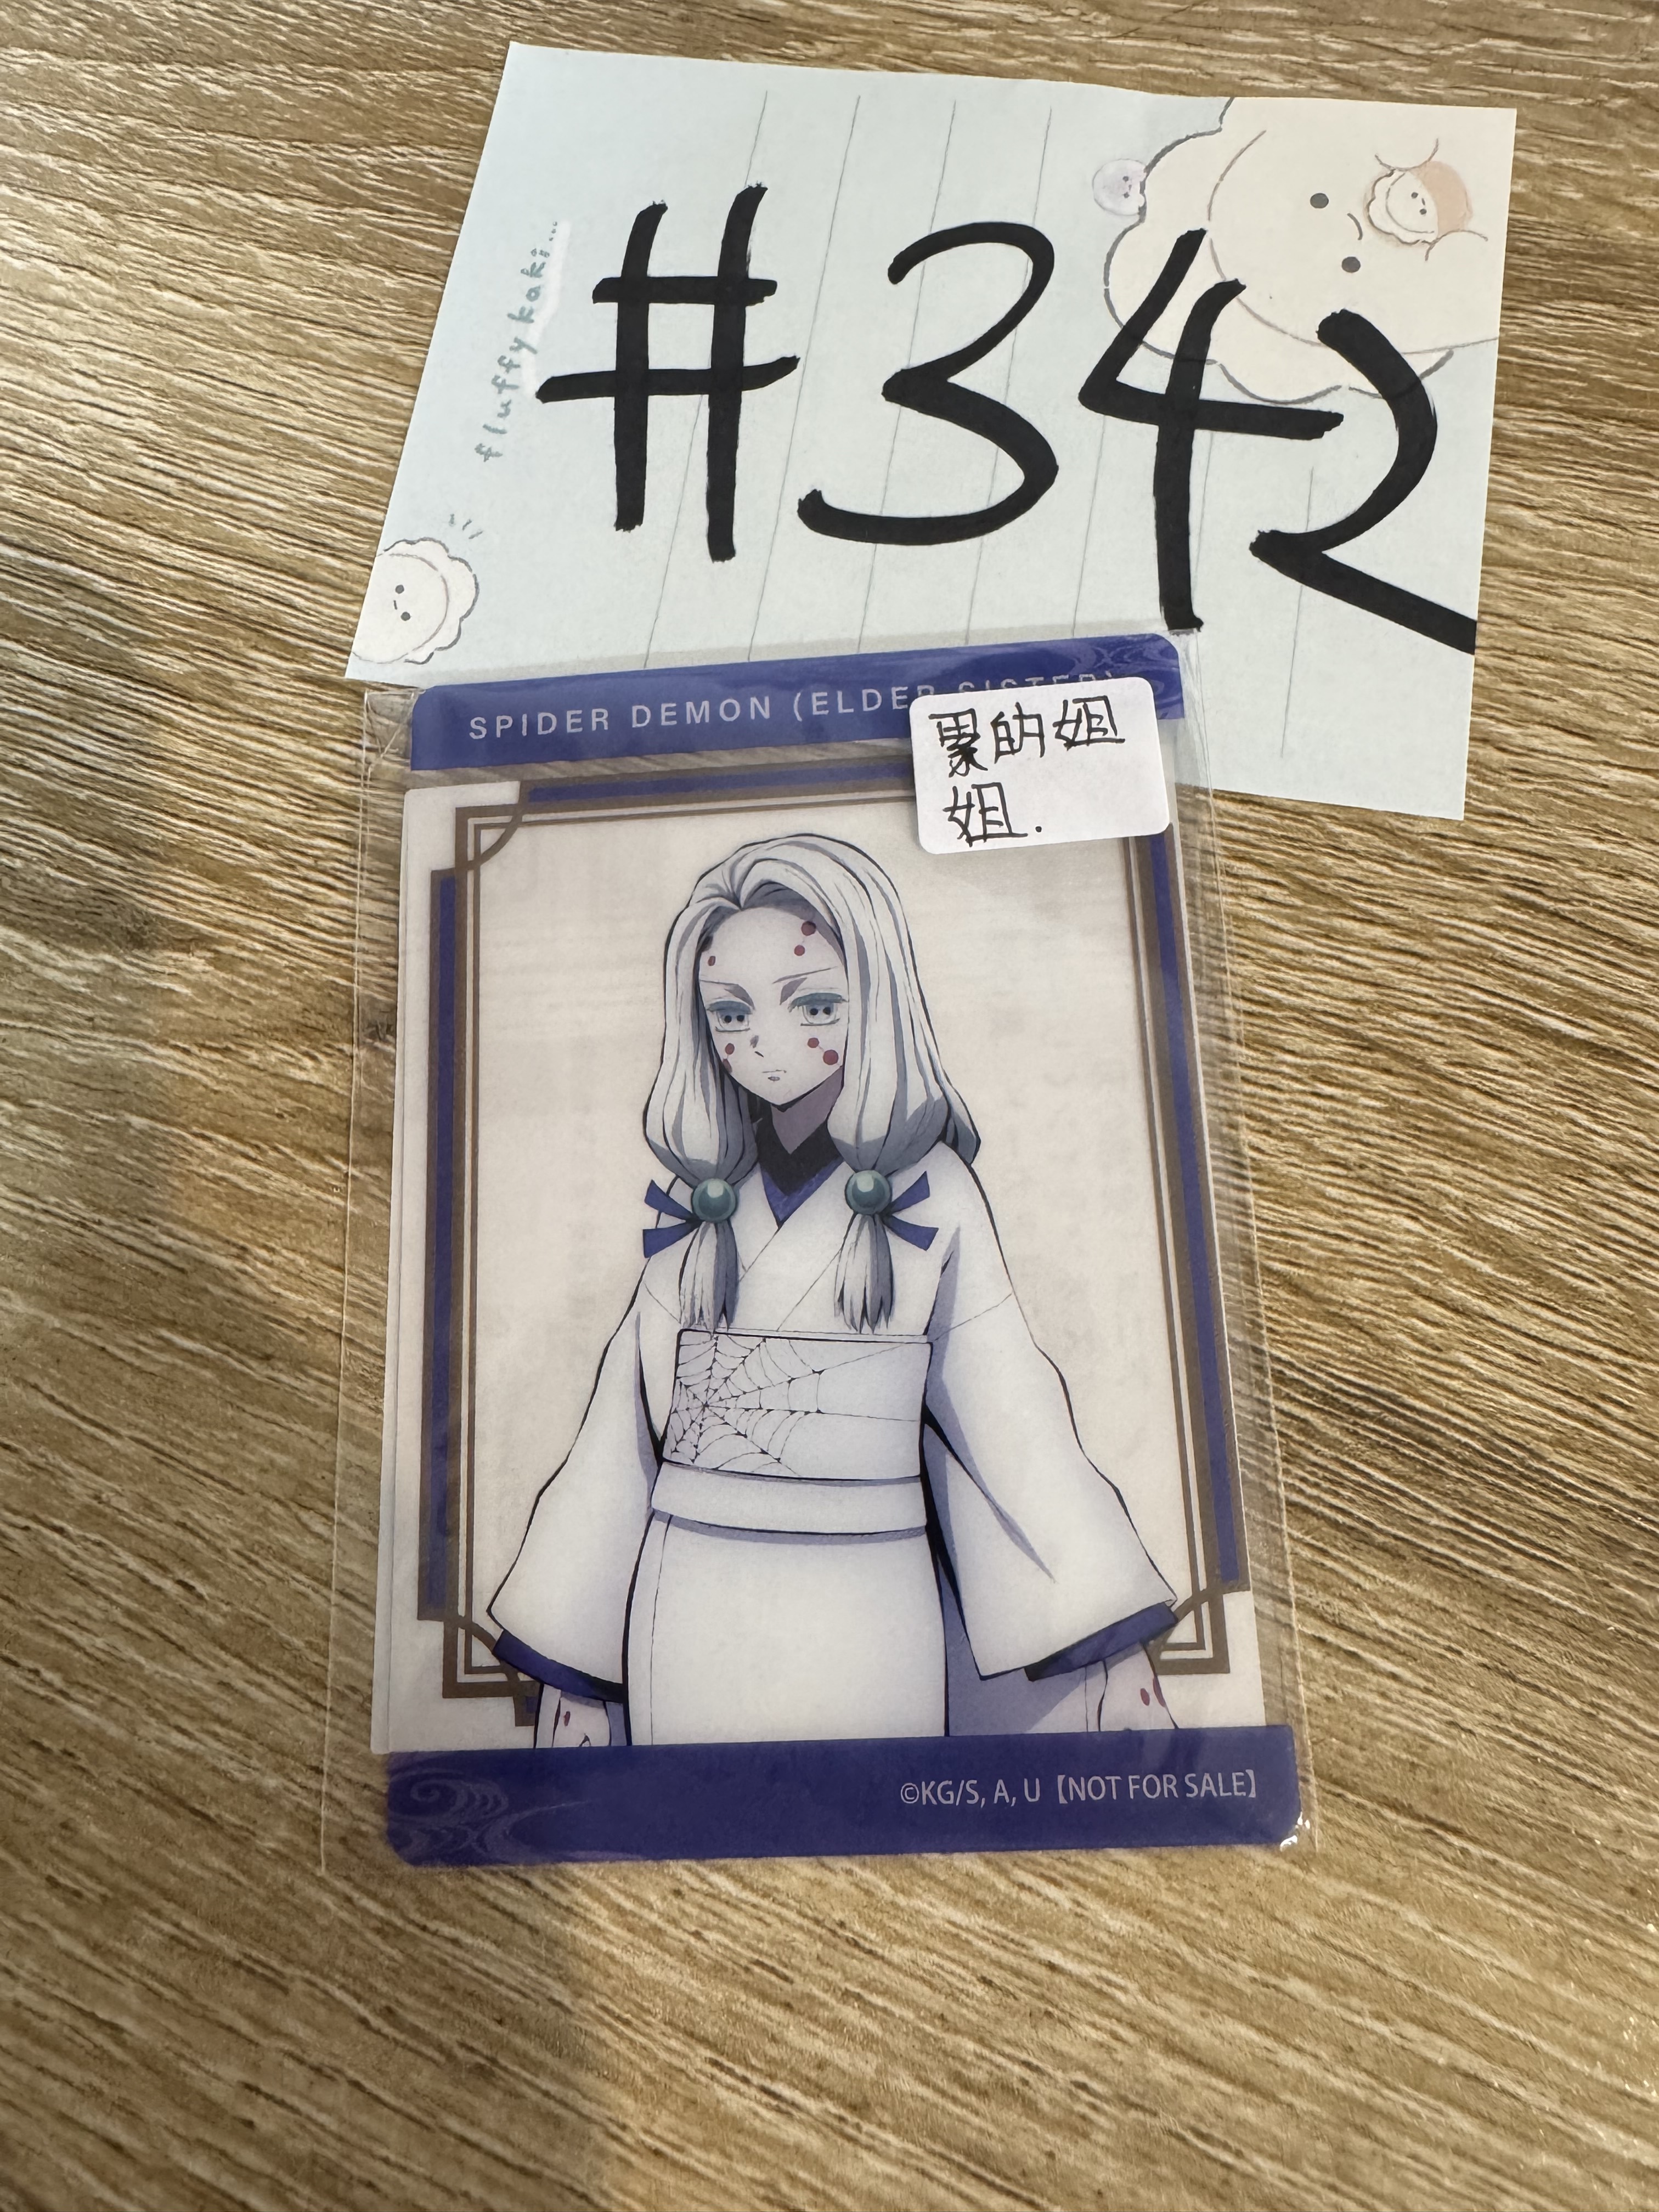 fluffy kaki...
#342
SPIDER DEMON (ELDER SISTER)
累的姐
姐.
©KG/S, A, U【NOT FOR SALE】